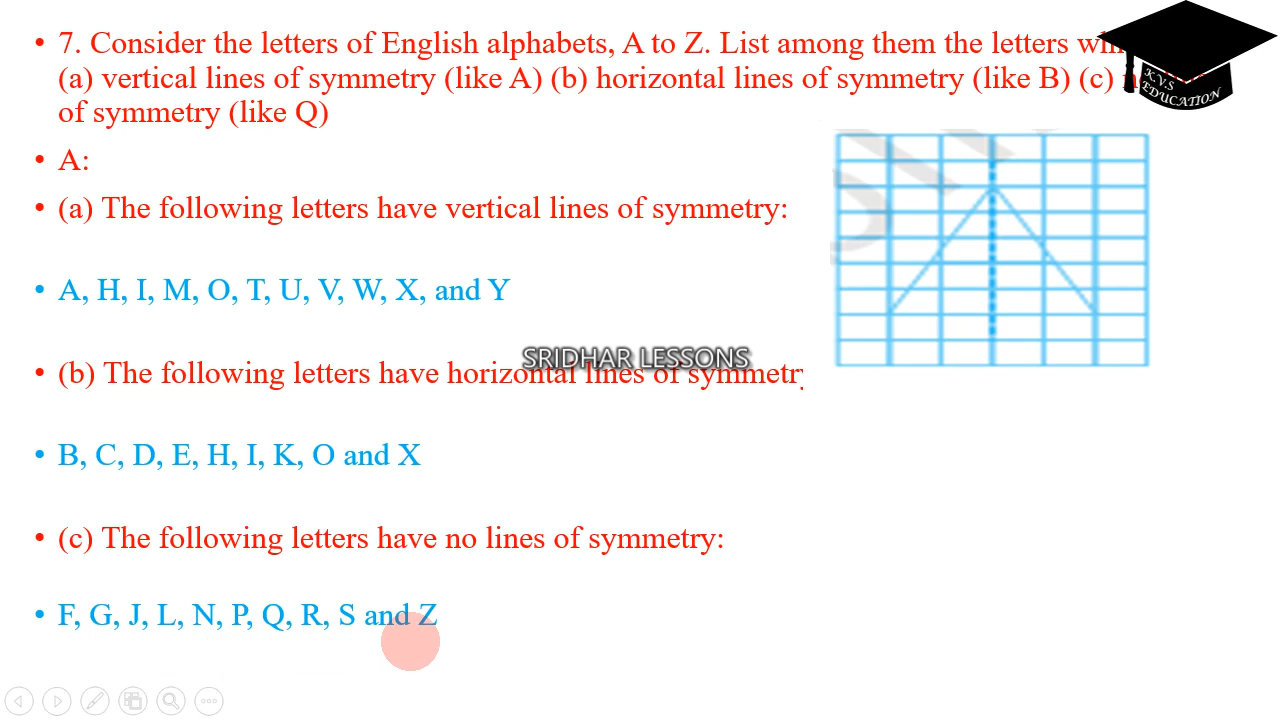 • 7. Consider the letters of English alphabets, A to Z. List among them the letters
(a) vertical lines of symmetry (like A) (b) horizontal lines of symmetry (like B) (c)
of symmetry (like Q)
• A:
• (a) The following letters have vertical lines of symmetry:
• A, H, I, M, O, T, U, V, W, X, and Y
SRIDHAR LESSONS
• (b) The following letters have horizontal lines of symmetry
• B, C, D, E, H, I, K, O and X
• (c) The following letters have no lines of symmetry:
• F, G, J, L, N, P, Q, R, S and Z
K.V.S
EDUCATION